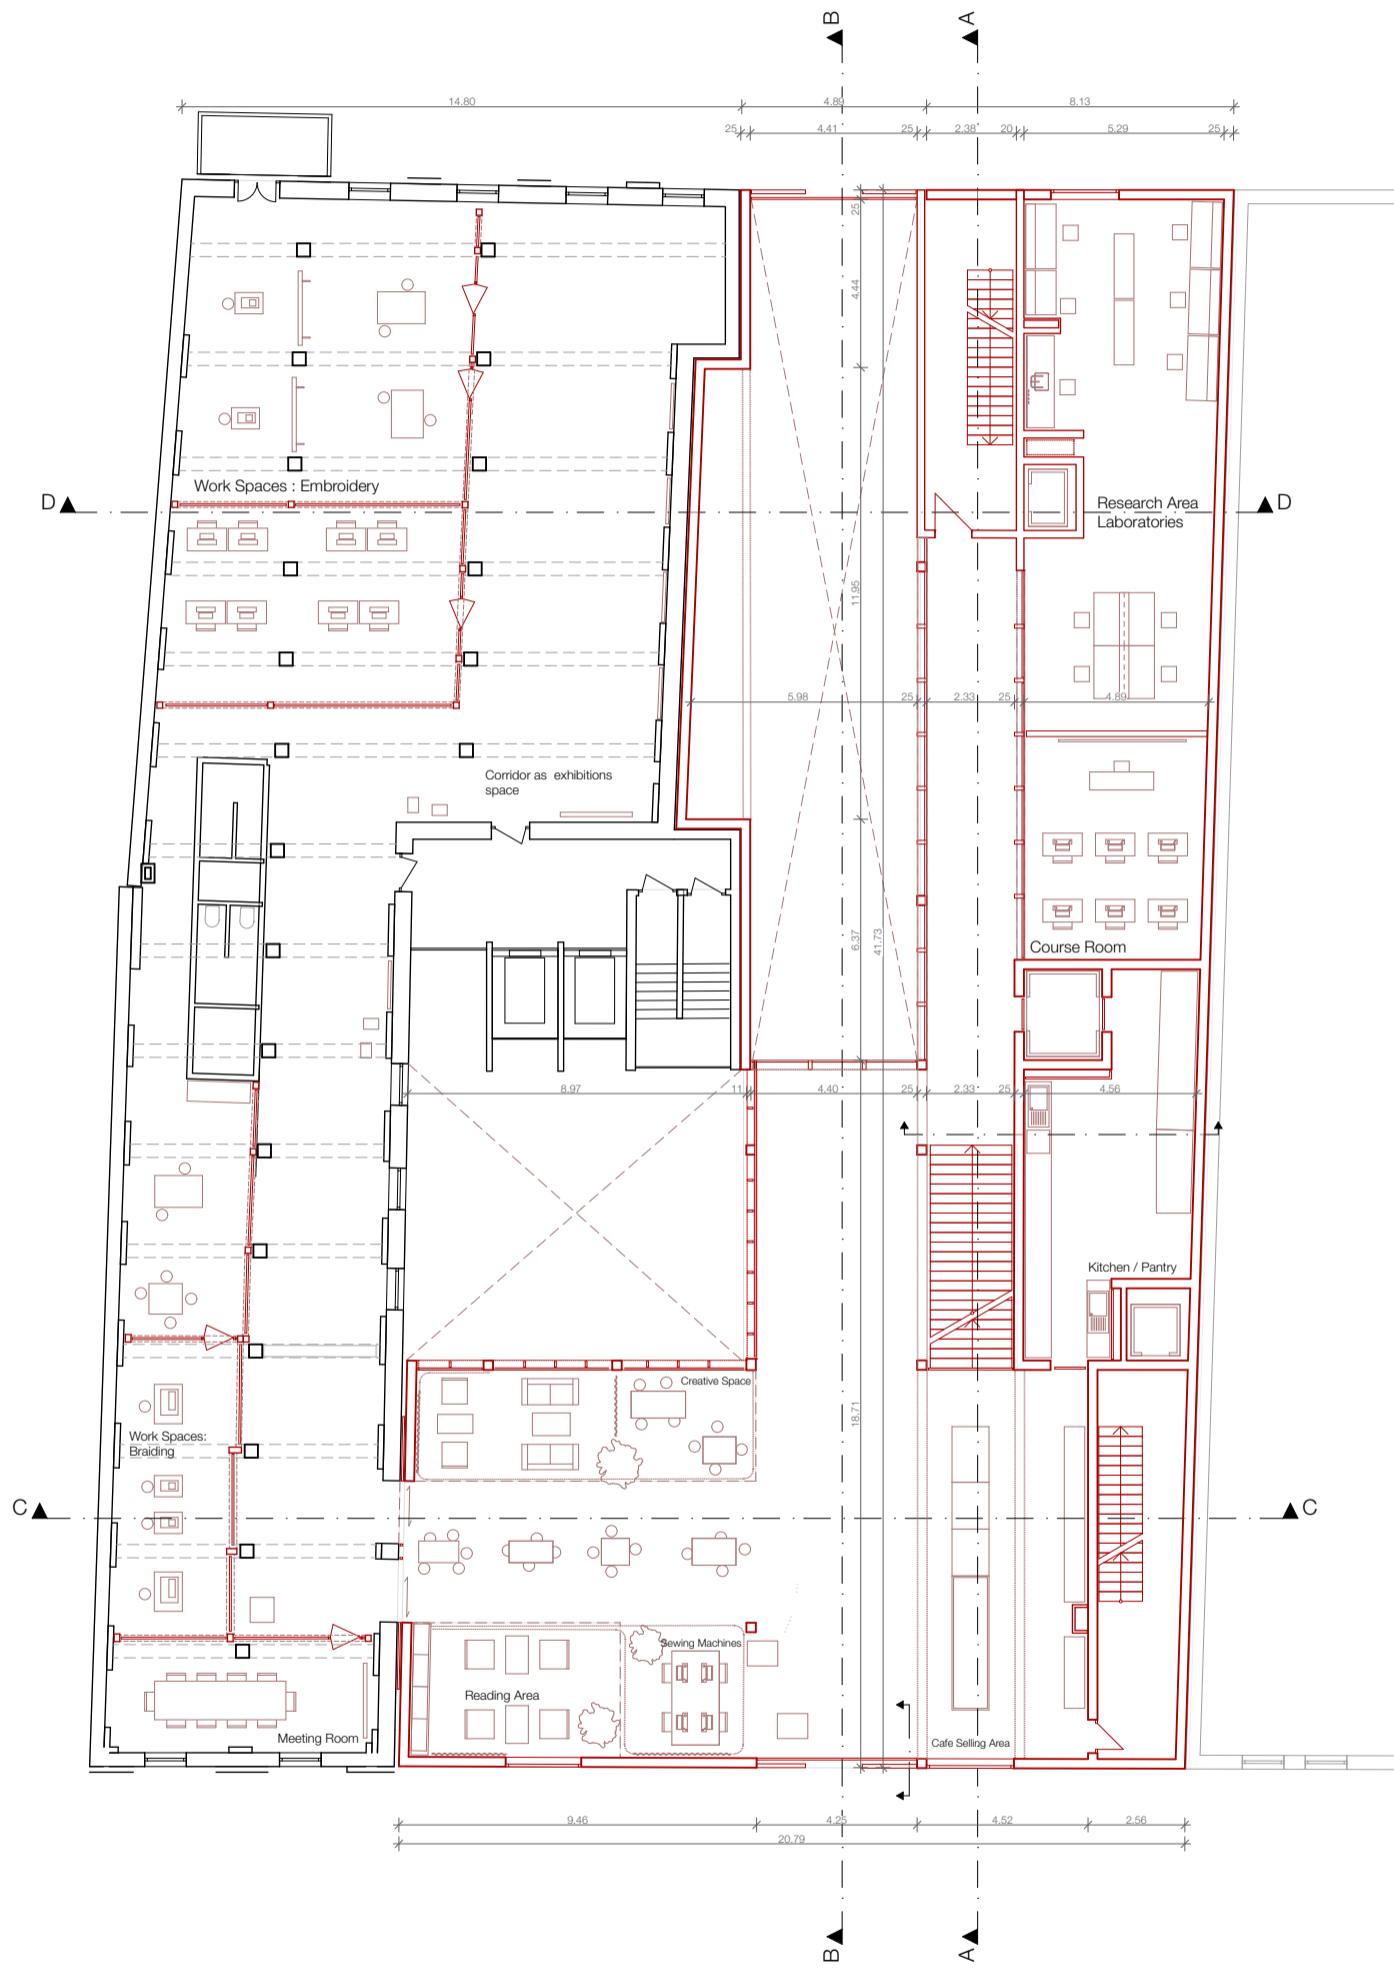 B
A
14.80
4.89
8.13
25
4.41
25
2.38
20
5.29
25
25
4.44
Work Spaces : Embroidery
D
D
Research Area
Laboratories
11.95
5.98
25
2.33
25
4.89
Corridor as exhibitions
space
6.37
41.73
Course Room
8.97
11
4.40
25
2.33
25
4.56
Kitchen / Pantry
Creative Space
18.71
Work Spaces:
Braiding
C
C
Sewing Machines
Reading Area
Meeting Room
Cafe Selling Area
9.46
4.25
4.52
2.56
20.79
B
A